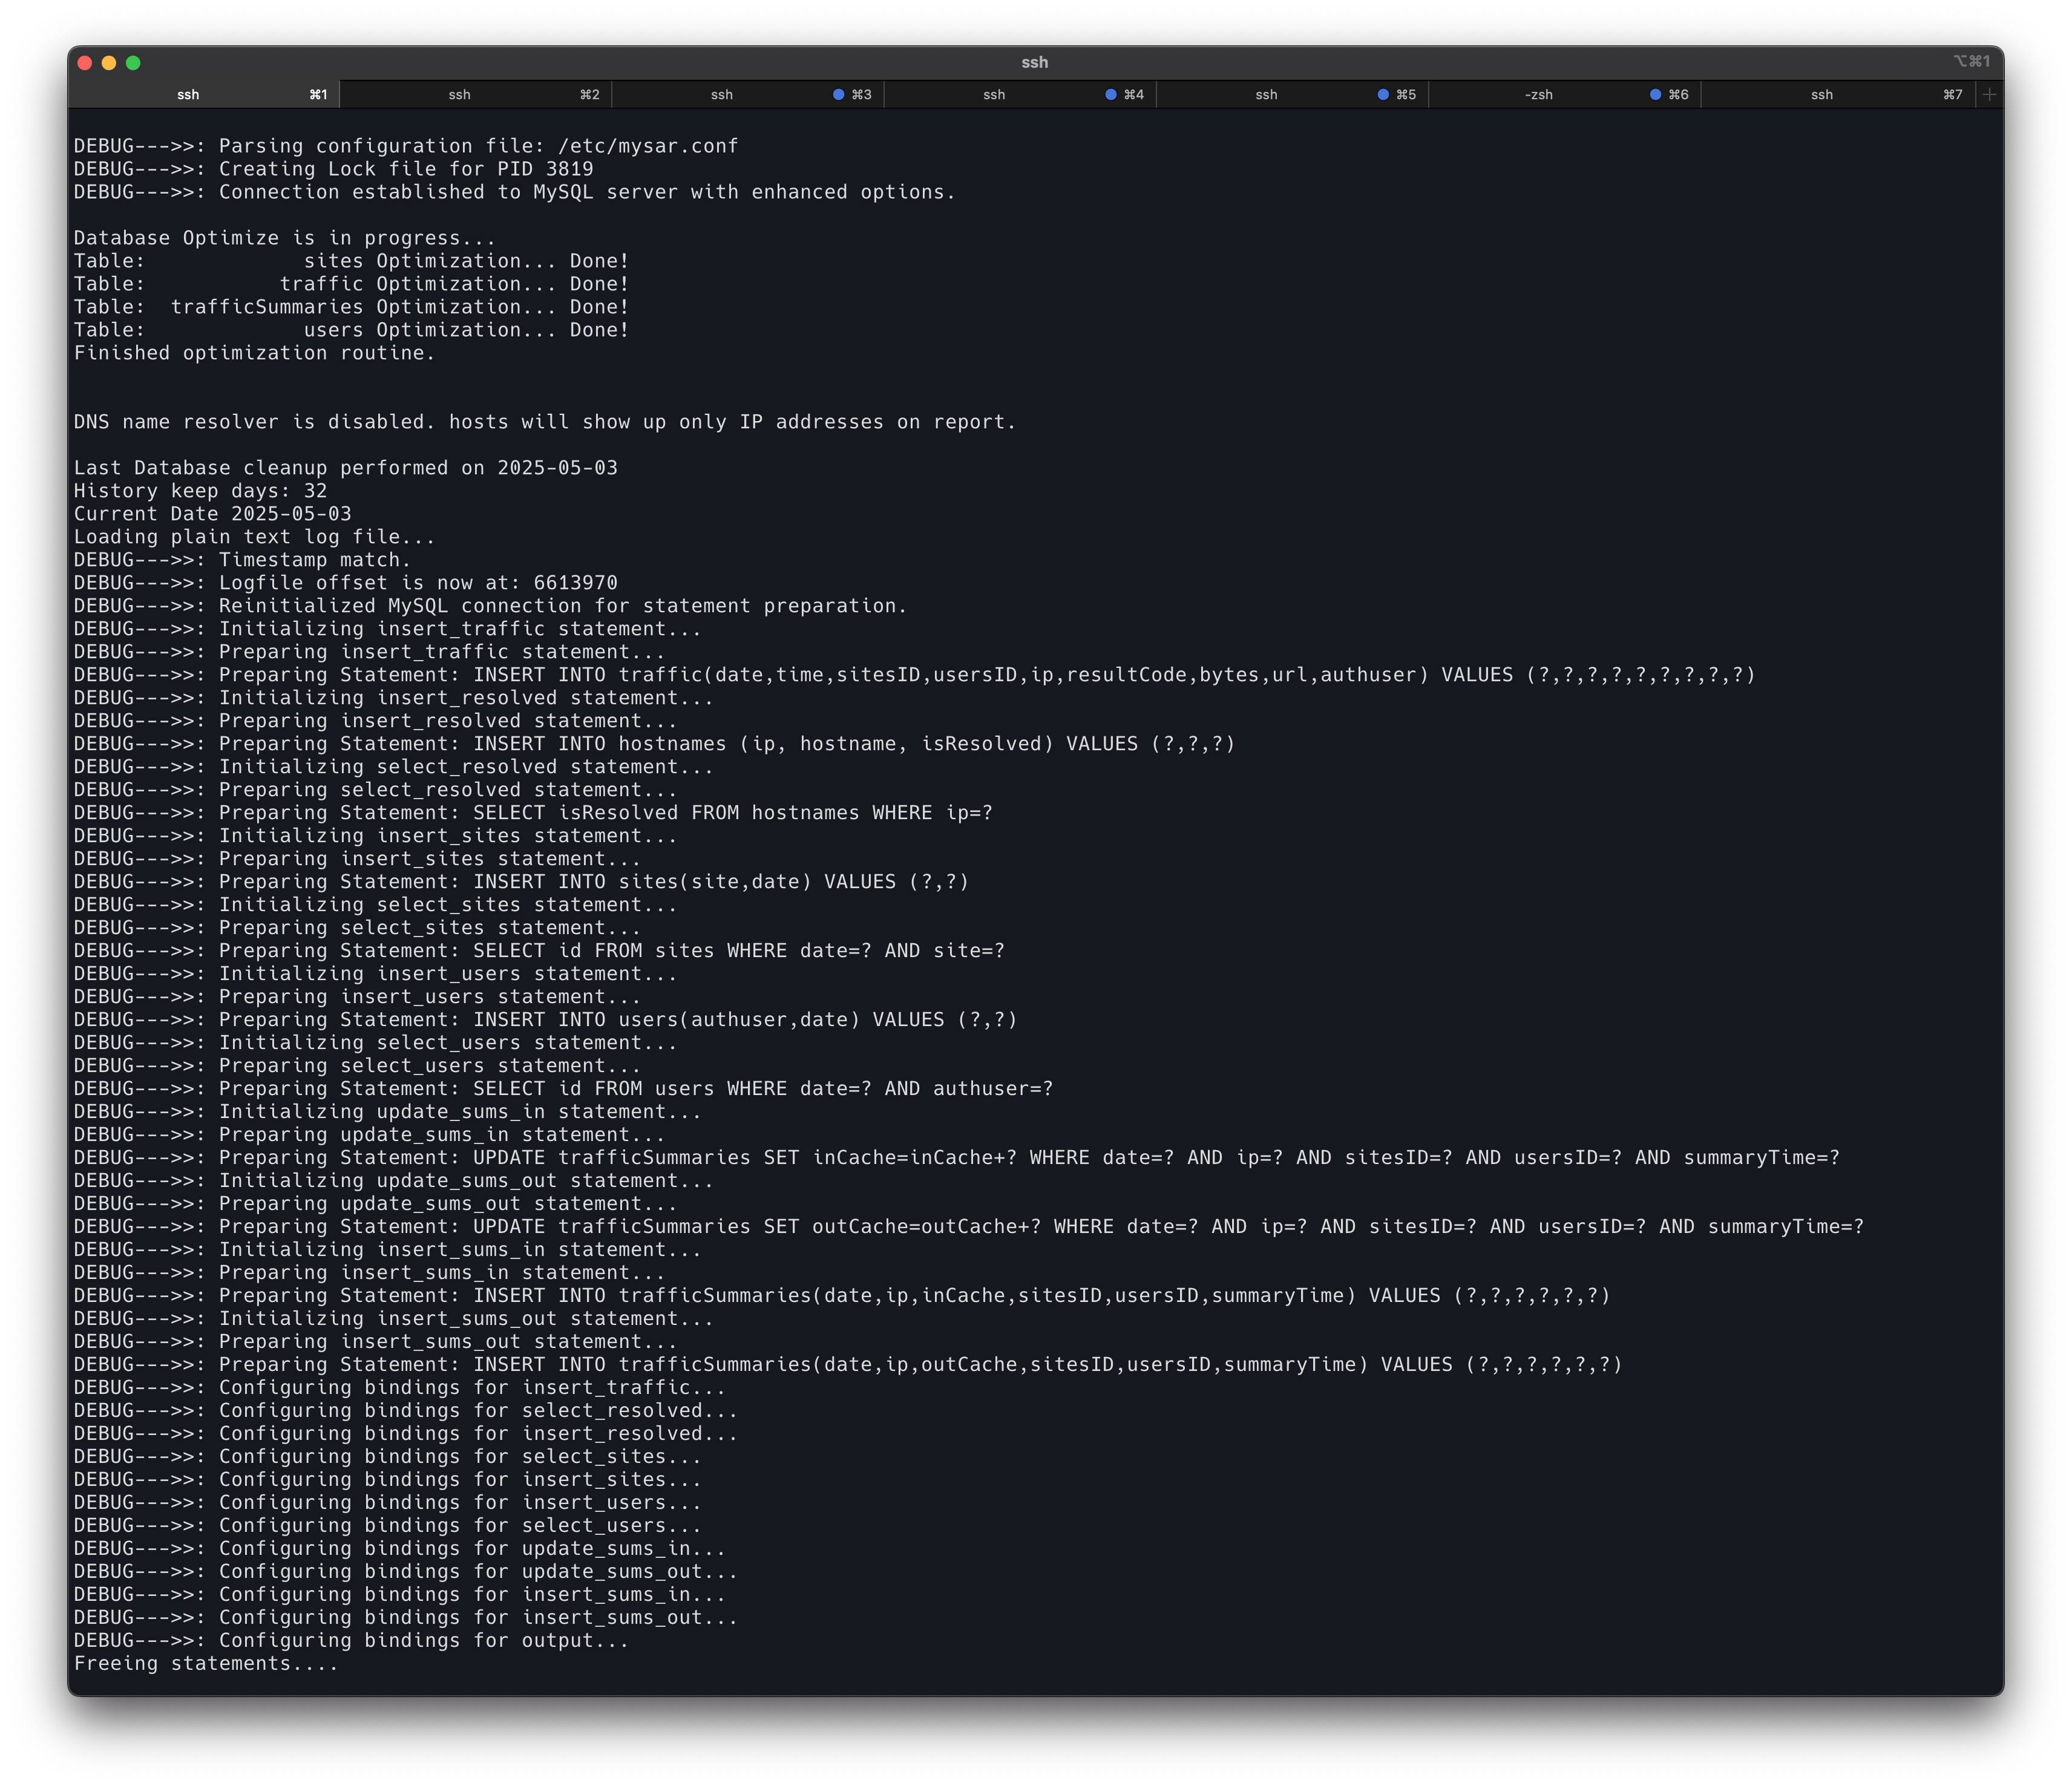 ssh
⌥⌘1
ssh ⌘1 ssh ⌘2 ssh ⌘3 ssh ⌘4 ssh ⌘5 -zsh ⌘6 ssh ⌘7
DEBUG--->>: Parsing configuration file: /etc/mysar.conf
DEBUG--->>: Creating Lock file for PID 3819
DEBUG--->>: Connection established to MySQL server with enhanced options.
Database Optimize is in progress...
Table:             sites Optimization... Done!
Table:           traffic Optimization... Done!
Table:  trafficSummaries Optimization... Done!
Table:             users Optimization... Done!
Finished optimization routine.
DNS name resolver is disabled. hosts will show up only IP addresses on report.
Last Database cleanup performed on 2025-05-03
History keep days: 32
Current Date 2025-05-03
Loading plain text log file...
DEBUG--->>: Timestamp match.
DEBUG--->>: Logfile offset is now at: 6613970
DEBUG--->>: Reinitialized MySQL connection for statement preparation.
DEBUG--->>: Initializing insert_traffic statement...
DEBUG--->>: Preparing insert_traffic statement...
DEBUG--->>: Preparing Statement: INSERT INTO traffic(date,time,sitesID,usersID,ip,resultCode,bytes,url,authuser) VALUES (?,?,?,?,?,?,?,?,?)
DEBUG--->>: Initializing insert_resolved statement...
DEBUG--->>: Preparing insert_resolved statement...
DEBUG--->>: Preparing Statement: INSERT INTO hostnames (ip, hostname, isResolved) VALUES (?,?,?)
DEBUG--->>: Initializing select_resolved statement...
DEBUG--->>: Preparing select_resolved statement...
DEBUG--->>: Preparing Statement: SELECT isResolved FROM hostnames WHERE ip=?
DEBUG--->>: Initializing insert_sites statement...
DEBUG--->>: Preparing insert_sites statement...
DEBUG--->>: Preparing Statement: INSERT INTO sites(site,date) VALUES (?,?)
DEBUG--->>: Initializing select_sites statement...
DEBUG--->>: Preparing select_sites statement...
DEBUG--->>: Preparing Statement: SELECT id FROM sites WHERE date=? AND site=?
DEBUG--->>: Initializing insert_users statement...
DEBUG--->>: Preparing insert_users statement...
DEBUG--->>: Preparing Statement: INSERT INTO users(authuser,date) VALUES (?,?)
DEBUG--->>: Initializing select_users statement...
DEBUG--->>: Preparing select_users statement...
DEBUG--->>: Preparing Statement: SELECT id FROM users WHERE date=? AND authuser=?
DEBUG--->>: Initializing update_sums_in statement...
DEBUG--->>: Preparing update_sums_in statement...
DEBUG--->>: Preparing Statement: UPDATE trafficSummaries SET inCache=inCache+? WHERE date=? AND ip=? AND sitesID=? AND usersID=? AND summaryTime=?
DEBUG--->>: Initializing update_sums_out statement...
DEBUG--->>: Preparing update_sums_out statement...
DEBUG--->>: Preparing Statement: UPDATE trafficSummaries SET outCache=outCache+? WHERE date=? AND ip=? AND sitesID=? AND usersID=? AND summaryTime=?
DEBUG--->>: Initializing insert_sums_in statement...
DEBUG--->>: Preparing insert_sums_in statement...
DEBUG--->>: Preparing Statement: INSERT INTO trafficSummaries(date,ip,inCache,sitesID,usersID,summaryTime) VALUES (?,?,?,?,?,?)
DEBUG--->>: Initializing insert_sums_out statement...
DEBUG--->>: Preparing insert_sums_out statement...
DEBUG--->>: Preparing Statement: INSERT INTO trafficSummaries(date,ip,outCache,sitesID,usersID,summaryTime) VALUES (?,?,?,?,?,?)
DEBUG--->>: Configuring bindings for insert_traffic...
DEBUG--->>: Configuring bindings for select_resolved...
DEBUG--->>: Configuring bindings for insert_resolved...
DEBUG--->>: Configuring bindings for select_sites...
DEBUG--->>: Configuring bindings for insert_sites...
DEBUG--->>: Configuring bindings for insert_users...
DEBUG--->>: Configuring bindings for select_users...
DEBUG--->>: Configuring bindings for update_sums_in...
DEBUG--->>: Configuring bindings for update_sums_out...
DEBUG--->>: Configuring bindings for insert_sums_in...
DEBUG--->>: Configuring bindings for insert_sums_out...
DEBUG--->>: Configuring bindings for output...
Freeing statements....